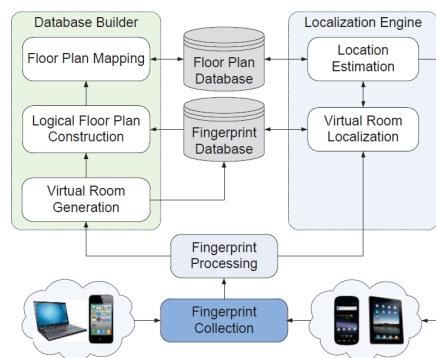 Database Builder
Localization Engine
Floor Plan Mapping
Floor Plan
Database
Location
Estimation
Logical Floor Plan
Construction
Fingerprint
Database
Virtual Room
Localization
Virtual Room
Generation
Fingerprint
Processing
Fingerprint
Collection